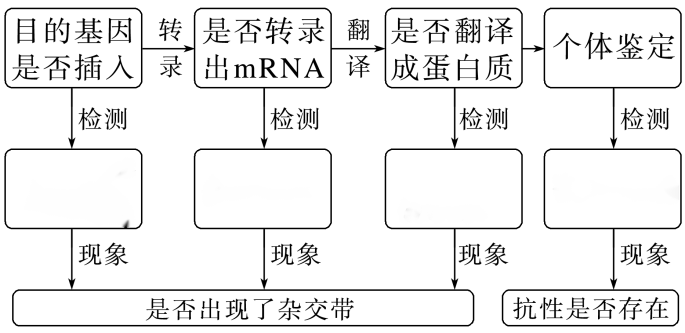 目的基因
是否插入
转录
是否转录
出mRNA
翻译
是否翻译
成蛋白质
个体鉴定
检测
检测
检测
检测
现象
现象
现象
现象
是否出现了杂交带
抗性是否存在